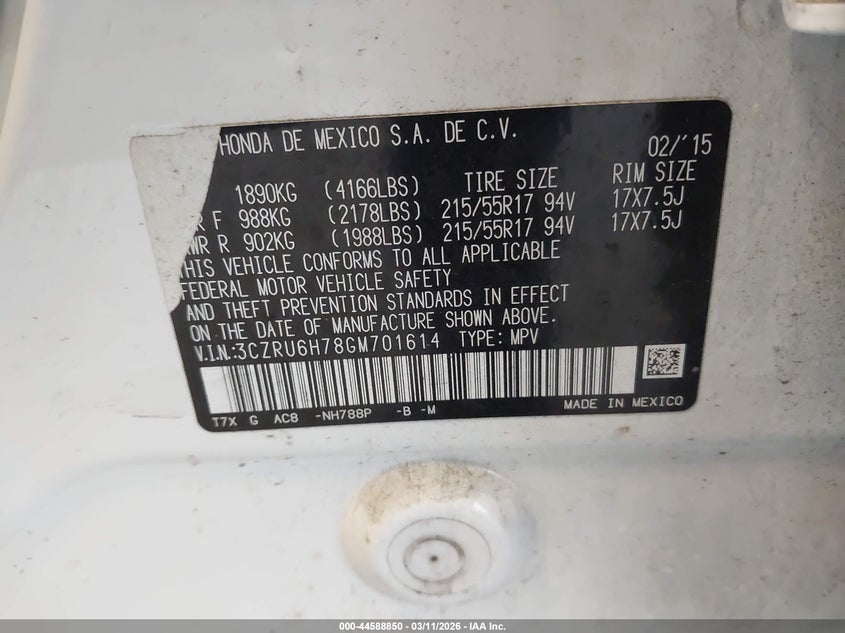 HONDA DE MEXICO S.A. DE C.V.
02/'15
1890KG (4166LBS) TIRE SIZE RIM SIZE
R F 988KG (2178LBS) 215/55R17 94V 17X7.5J
WR R 902KG (1988LBS) 215/55R17 94V 17X7.5J
THIS VEHICLE CONFORMS TO ALL APPLICABLE
FEDERAL MOTOR VEHICLE SAFETY
AND THEFT PREVENTION STANDARDS IN EFFECT
ON THE DATE OF MANUFACTURE SHOWN ABOVE.
V.I.N.:3CZRU6H78GM701614 TYPE: MPV
T7X G AC8 -NH788P -B -M MADE IN MEXICO
000-44588850 | 03/11/2026 - IAA Inc.